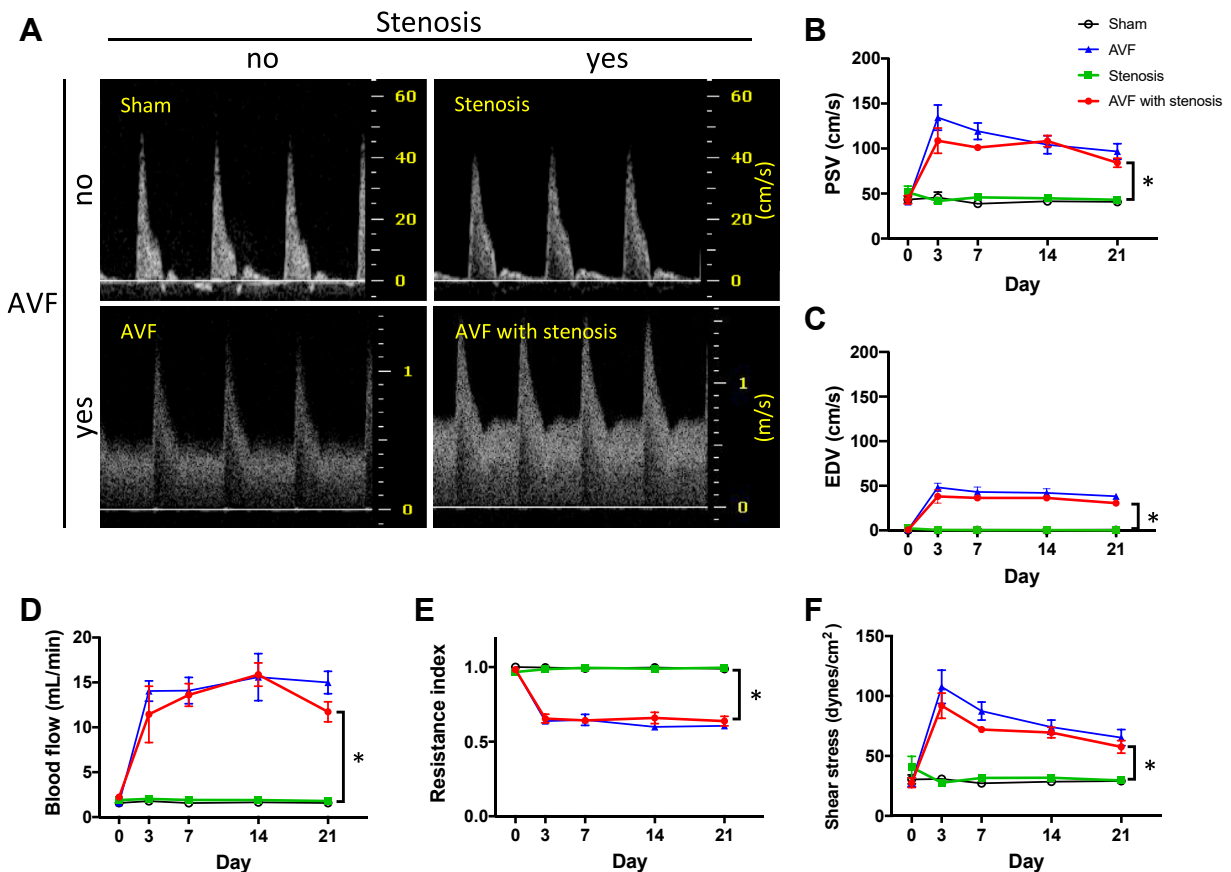 A
Stenosis
no
yes
AVF
no
yes
Sham
60
40
20
0
Stenosis
60
40
20
0
(cm/s)
AVF
1
0
AVF with stenosis
1
0
(m/s)
B
Sham
AVF
Stenosis
AVF with stenosis
PSV (cm/s)
200
150
100
50
0
*
0 3 7 14 21
Day
C
EDV (cm/s)
200
150
100
50
0
*
0 3 7 14 21
Day
D
Blood flow (mL/min)
20
15
10
5
0
*
0 3 7 14 21
Day
E
Resistance index
1.0
0.5
0.0
*
0 3 7 14 21
Day
F
Shear stress (dynes/cm²)
150
100
50
0
*
0 3 7 14 21
Day